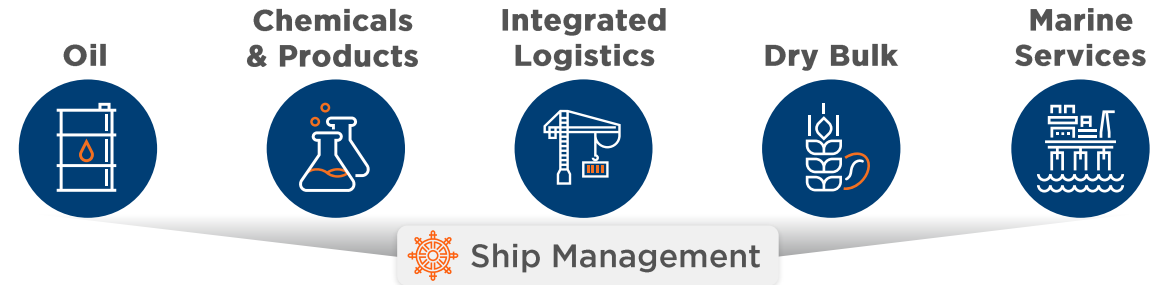 Oil
Chemicals
& Products
Integrated
Logistics
Dry Bulk
Marine
Services
Ship Management